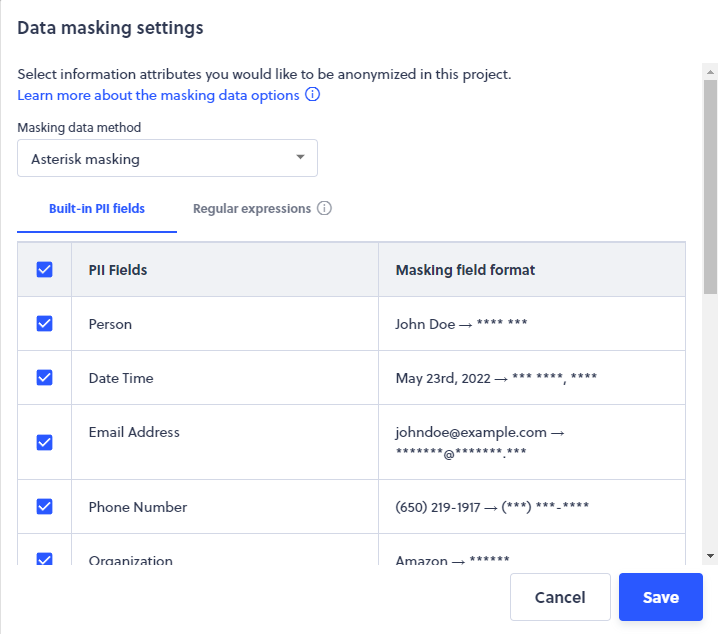 Data masking settings
Select information attributes you would like to be anonymized in this project.
Learn more about the masking data options
Masking data method
Asterisk masking
Built-in PII fields
Regular expressions
PII Fields
Masking field format
Person
John Doe → **** ***
Date Time
May 23rd, 2022 → *** ****, ****
Email Address
johndoe@example.com →
*******@*******.***
Phone Number
(650) 219-1917 → (***) ***-****
Organization
Amazon → ******
Cancel
Save